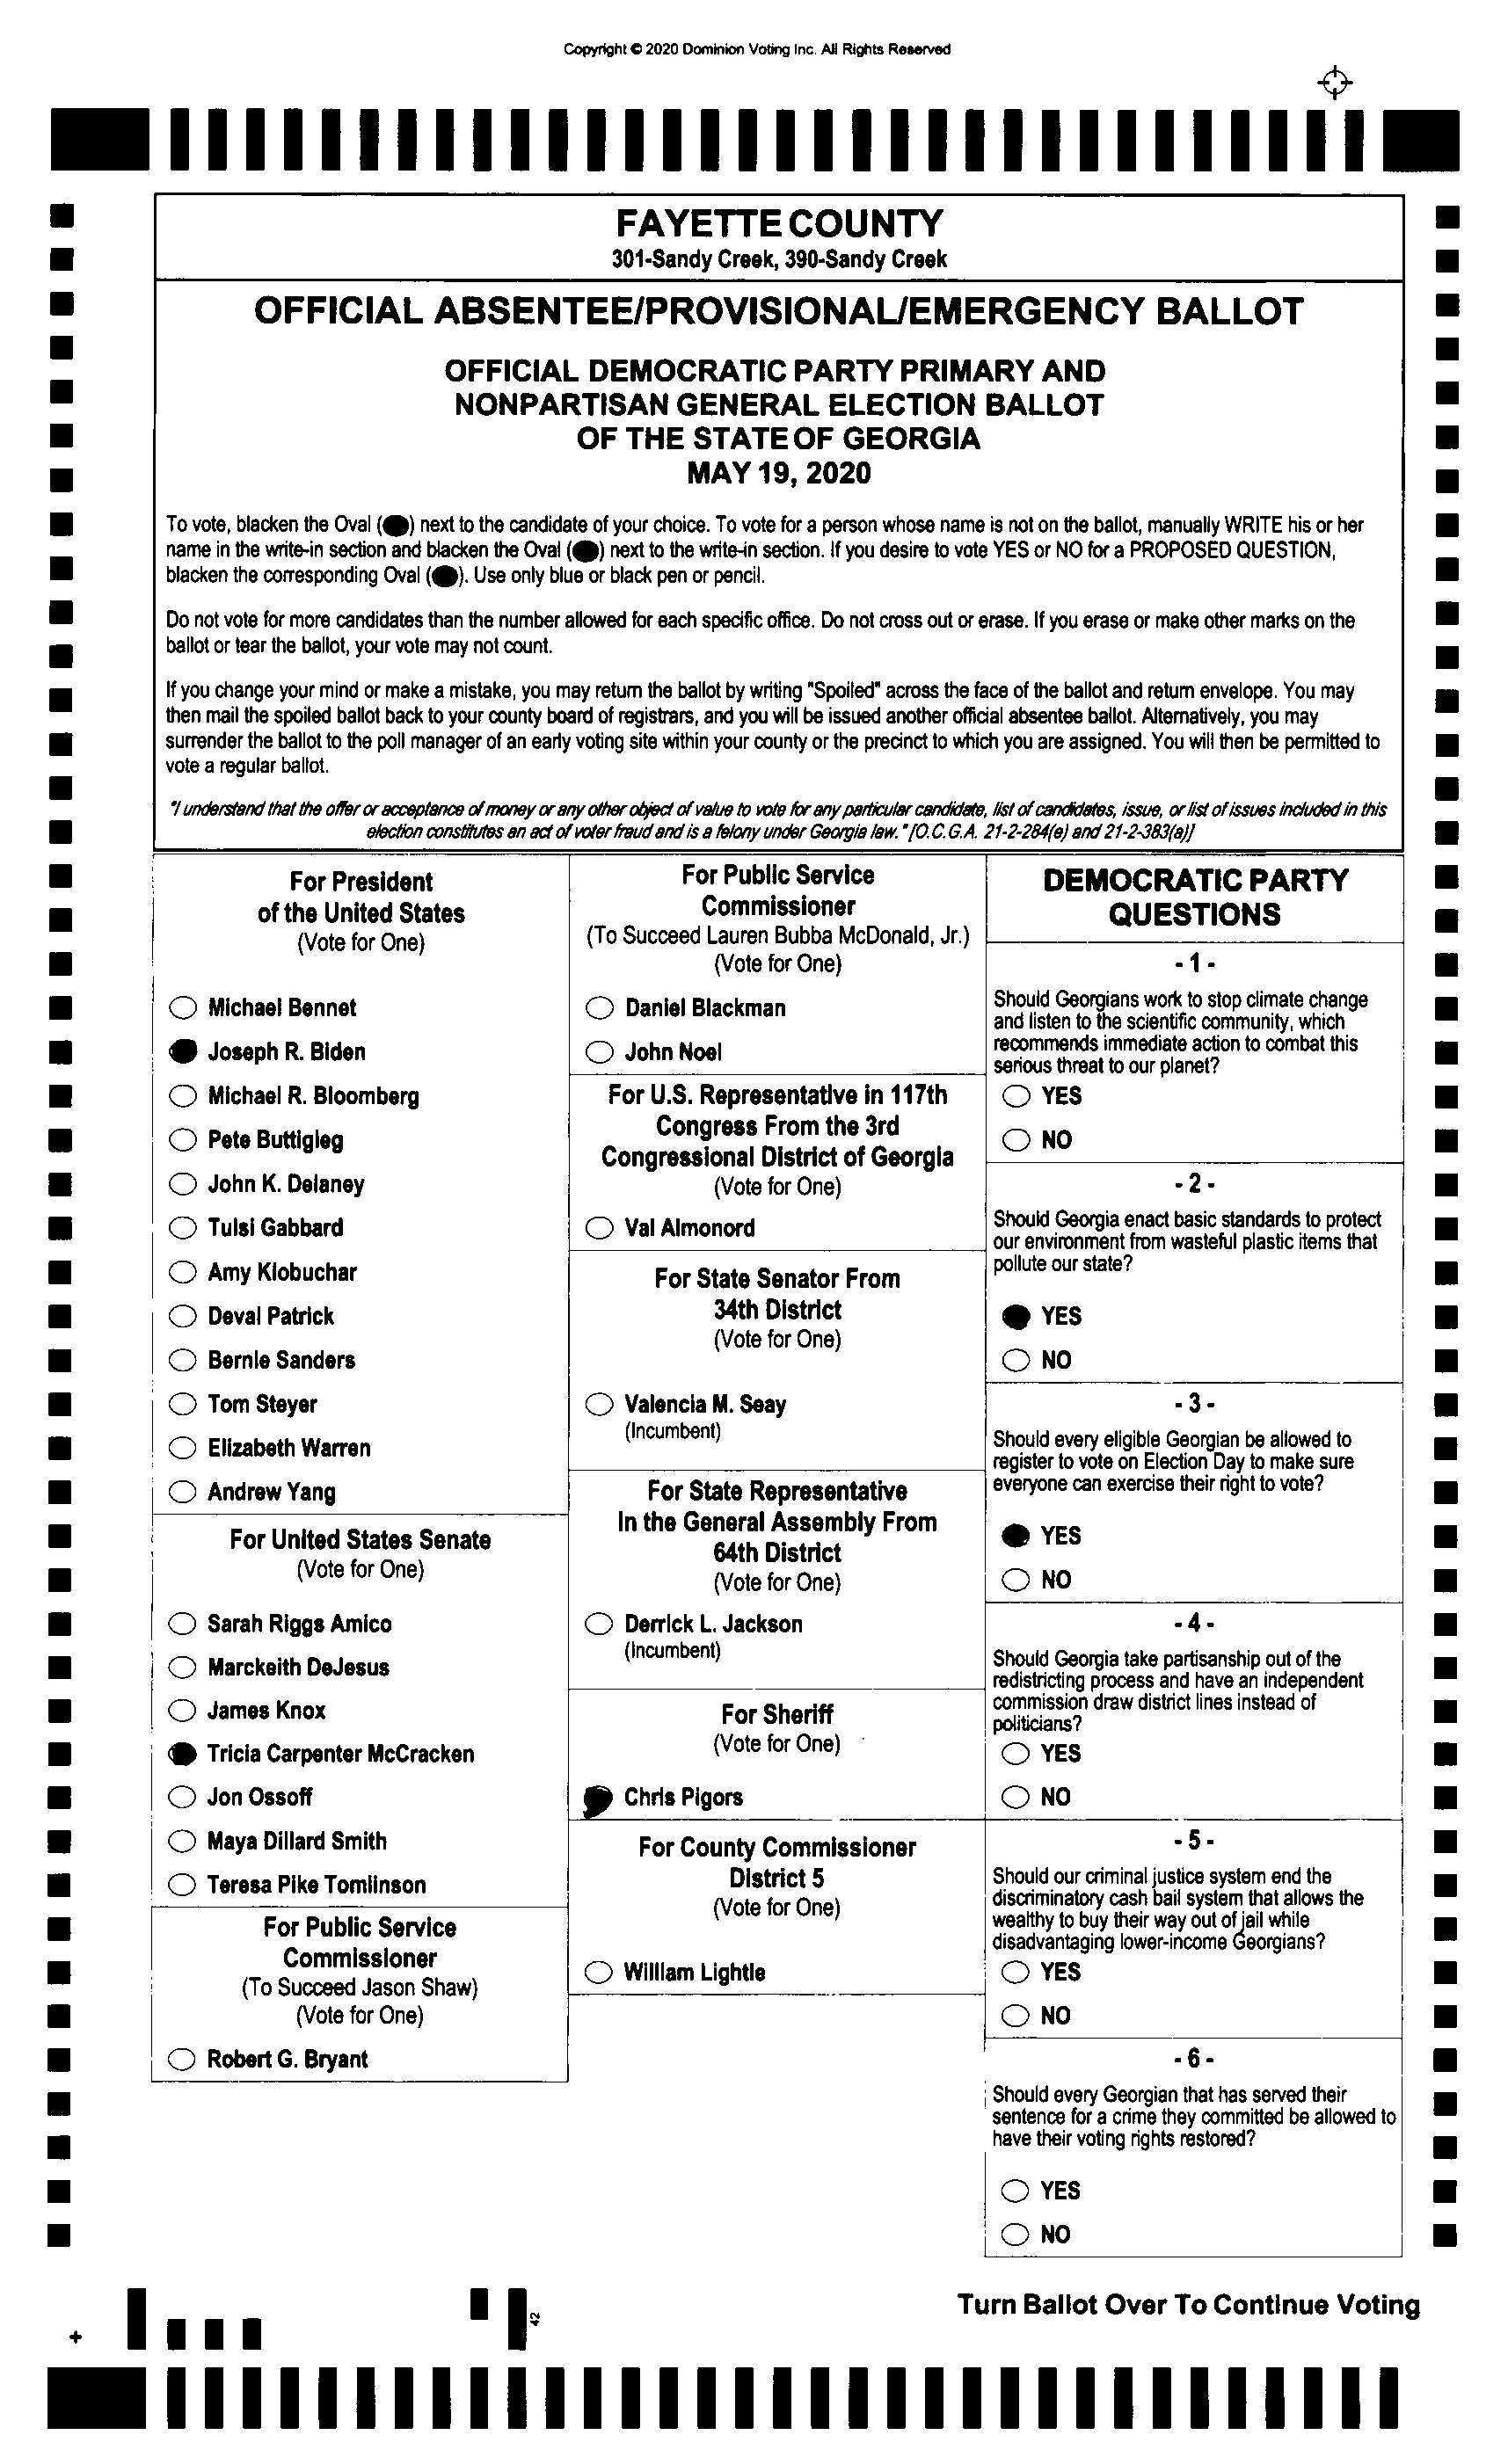 Copyright © 2020 Dominion Voting Inc. All Rights Reserved
FAYETTE COUNTY
301-Sandy Creek, 390-Sandy Creek
OFFICIAL ABSENTEE/PROVISIONAL/EMERGENCY BALLOT
OFFICIAL DEMOCRATIC PARTY PRIMARY AND
NONPARTISAN GENERAL ELECTION BALLOT
OF THE STATE OF GEORGIA
MAY 19, 2020
To vote, blacken the Oval (⬤) next to the candidate of your choice. To vote for a person whose name is not on the ballot, manually WRITE his or her
name in the write-in section and blacken the Oval (⬤) next to the write-in section. If you desire to vote YES or NO for a PROPOSED QUESTION,
blacken the corresponding Oval (⬤). Use only blue or black pen or pencil.
Do not vote for more candidates than the number allowed for each specific office. Do not cross out or erase. If you erase or make other marks on the
ballot or tear the ballot, your vote may not count.
If you change your mind or make a mistake, you may return the ballot by writing "Spoiled" across the face of the ballot and return envelope. You may
then mail the spoiled ballot back to your county board of registrars, and you will be issued another official absentee ballot. Alternatively, you may
surrender the ballot to the poll manager of an early voting site within your county or the precinct to which you are assigned. You will then be permitted to
vote a regular ballot.
"I understand that the offer or acceptance of money or any other object of value to vote for any particular candidate, list of candidates, issue, or list of issues included in this
election constitutes an act of voter fraud and is a felony under Georgia law." [O.C.G.A. 21-2-284(e) and 21-2-383(a)]
For President
of the United States
(Vote for One)
Michael Bennet
Joseph R. Biden
Michael R. Bloomberg
Pete Buttigieg
John K. Delaney
Tulsi Gabbard
Amy Klobuchar
Deval Patrick
Bernie Sanders
Tom Steyer
Elizabeth Warren
Andrew Yang
For United States Senate
(Vote for One)
Sarah Riggs Amico
Marckeith DeJesus
James Knox
Tricia Carpenter McCracken
Jon Ossoff
Maya Dillard Smith
Teresa Pike Tomlinson
For Public Service
Commissioner
(To Succeed Jason Shaw)
(Vote for One)
Robert G. Bryant
For Public Service
Commissioner
(To Succeed Lauren Bubba McDonald, Jr.)
(Vote for One)
Daniel Blackman
John Noel
For U.S. Representative in 117th
Congress From the 3rd
Congressional District of Georgia
(Vote for One)
Val Almonord
For State Senator From
34th District
(Vote for One)
Valencia M. Seay
(Incumbent)
For State Representative
In the General Assembly From
64th District
(Vote for One)
Derrick L. Jackson
(Incumbent)
For Sheriff
(Vote for One)
Chris Pigors
For County Commissioner
District 5
(Vote for One)
William Lightle
DEMOCRATIC PARTY
QUESTIONS
- 1 -
Should Georgians work to stop climate change
and listen to the scientific community, which
recommends immediate action to combat this
serious threat to our planet?
YES
NO
- 2 -
Should Georgia enact basic standards to protect
our environment from wasteful plastic items that
pollute our state?
YES
NO
- 3 -
Should every eligible Georgian be allowed to
register to vote on Election Day to make sure
everyone can exercise their right to vote?
YES
NO
- 4 -
Should Georgia take partisanship out of the
redistricting process and have an independent
commission draw district lines instead of
politicians?
YES
NO
- 5 -
Should our criminal justice system end the
discriminatory cash bail system that allows the
wealthy to buy their way out of jail while
disadvantaging lower-income Georgians?
YES
NO
- 6 -
Should every Georgian that has served their
sentence for a crime they committed be allowed to
have their voting rights restored?
YES
NO
42
Turn Ballot Over To Continue Voting